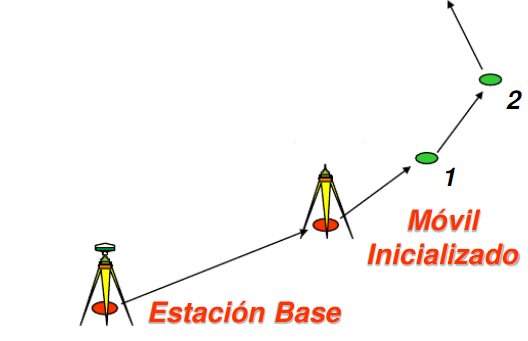 2
1
Móvil
Inicializado
Estación Base